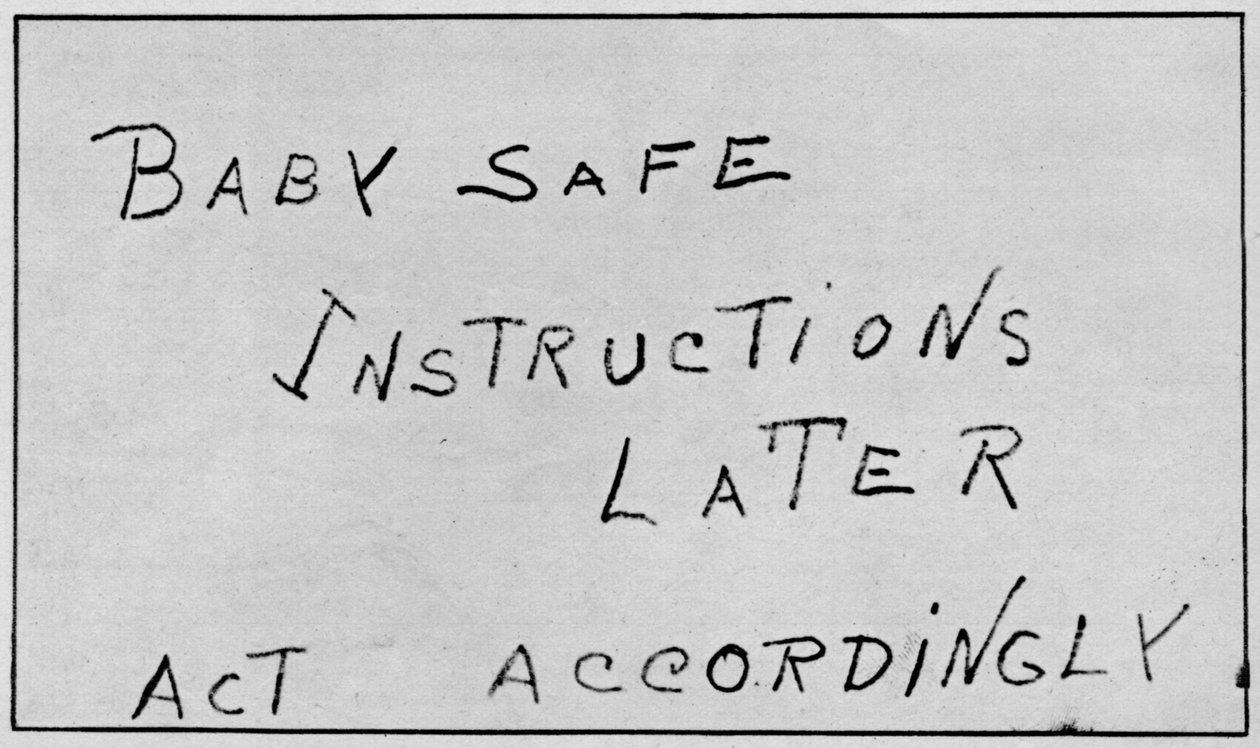 BABY SAFE
INSTRUCTIONS
LATER
ACT ACCORDINGLY